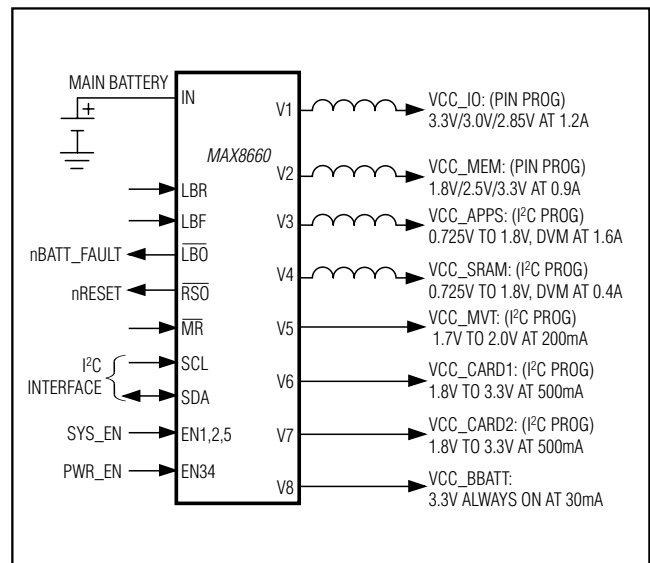 MAIN BATTERY
+
IN
MAX8660
LBR
LBF
nBATT_FAULT
L̅B̅O̅
nRESET
R̅S̅O̅
M̅R̅
I²C
INTERFACE
SCL
SDA
SYS_EN
EN1,2,5
PWR_EN
EN34
V1
VCC_IO: (PIN PROG)
3.3V/3.0V/2.85V AT 1.2A
V2
VCC_MEM: (PIN PROG)
1.8V/2.5V/3.3V AT 0.9A
V3
VCC_APPS: (I²C PROG)
0.725V TO 1.8V, DVM AT 1.6A
V4
VCC_SRAM: (I²C PROG)
0.725V TO 1.8V, DVM AT 0.4A
V5
VCC_MVT: (I²C PROG)
1.7V TO 2.0V AT 200mA
V6
VCC_CARD1: (I²C PROG)
1.8V TO 3.3V AT 500mA
V7
VCC_CARD2: (I²C PROG)
1.8V TO 3.3V AT 500mA
V8
VCC_BBATT:
3.3V ALWAYS ON AT 30mA